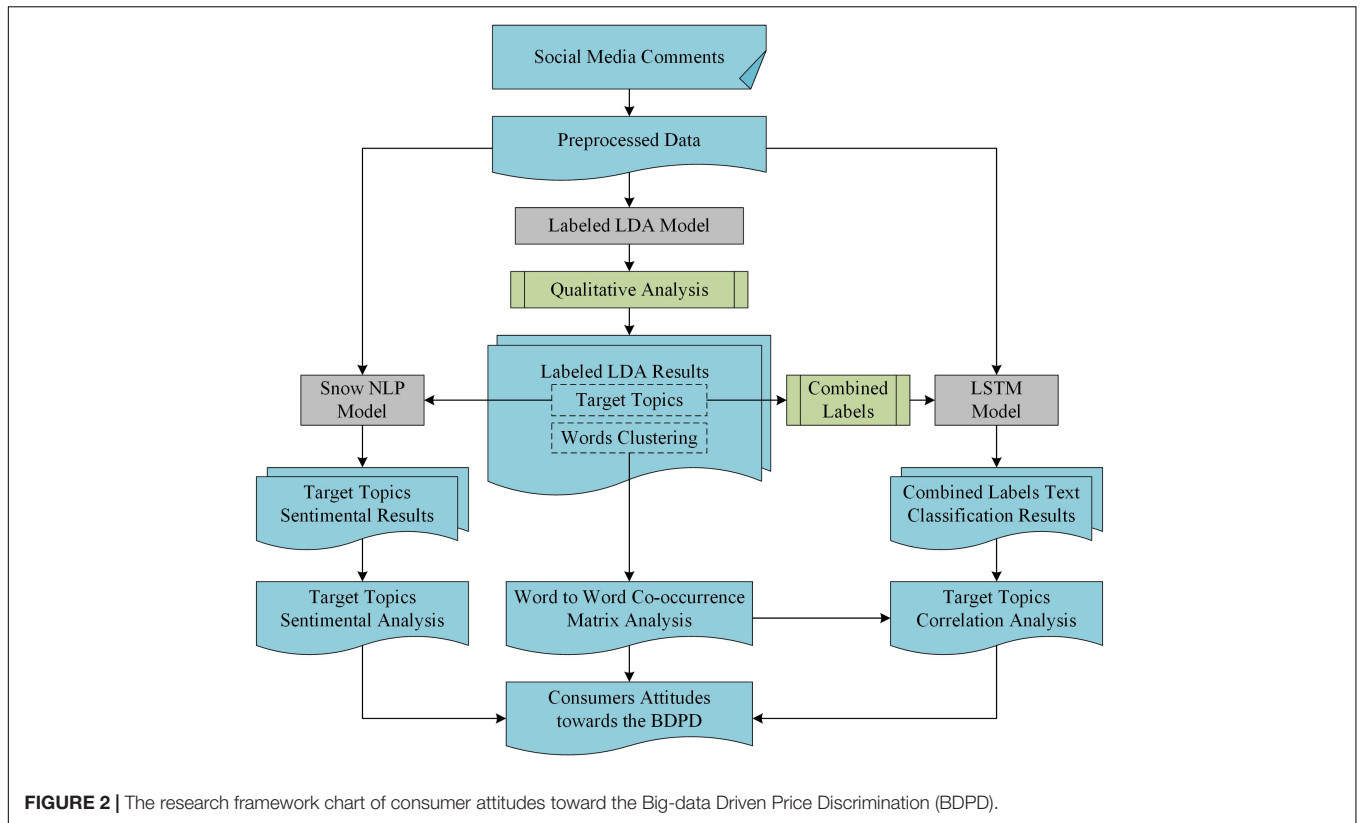 Social Media Comments
Preprocessed Data
Labeled LDA Model
Qualitative Analysis
Labeled LDA Results
Target Topics
Words Clustering
Snow NLP
Model
Combined
Labels
LSTM
Model
Target Topics
Sentimental Results
Combined Labels Text
Classification Results
Target Topics
Sentimental Analysis
Word to Word Co-occurrence
Matrix Analysis
Target Topics
Correlation Analysis
Consumers Attitudes
towards the BDPD
FIGURE 2 | The research framework chart of consumer attitudes toward the Big-data Driven Price Discrimination (BDPD).